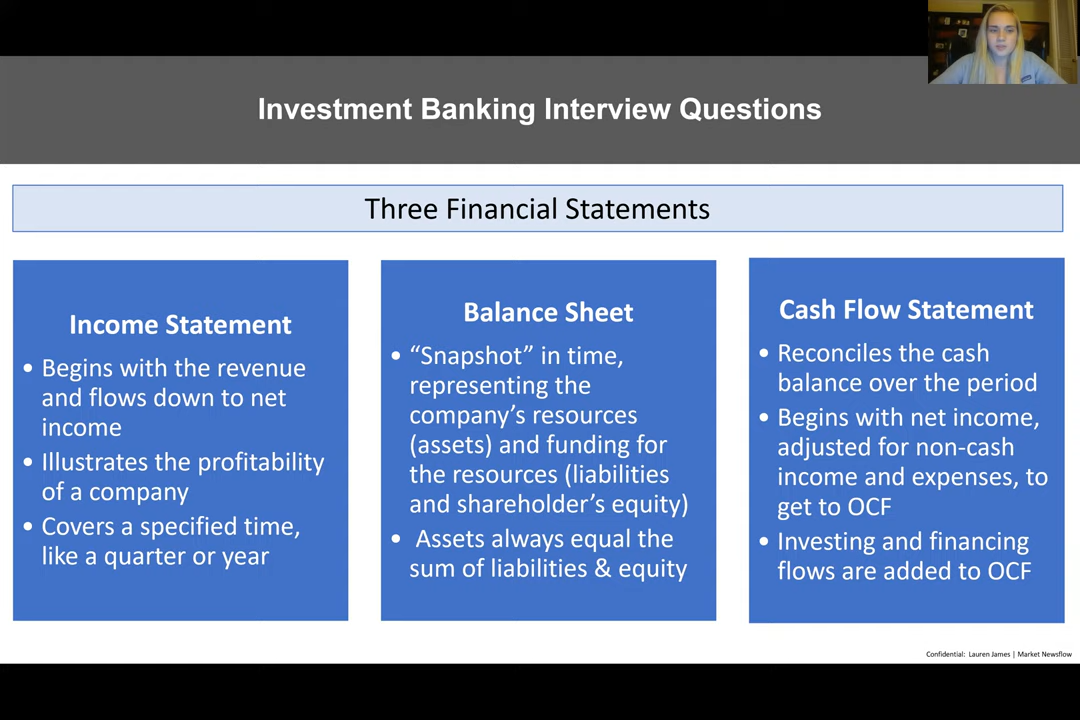 Investment Banking Interview Questions
Three Financial Statements
Income Statement
• Begins with the revenue
and flows down to net
income
• Illustrates the profitability
of a company
• Covers a specified time,
like a quarter or year
Balance Sheet
• “Snapshot” in time,
representing the
company’s resources
(assets) and funding for
the resources (liabilities
and shareholder’s equity)
• Assets always equal the
sum of liabilities & equity
Cash Flow Statement
• Reconciles the cash
balance over the period
• Begins with net income,
adjusted for non-cash
income and expenses, to
get to OCF
• Investing and financing
flows are added to OCF
Confidential: Lauren James | Market Newsflow